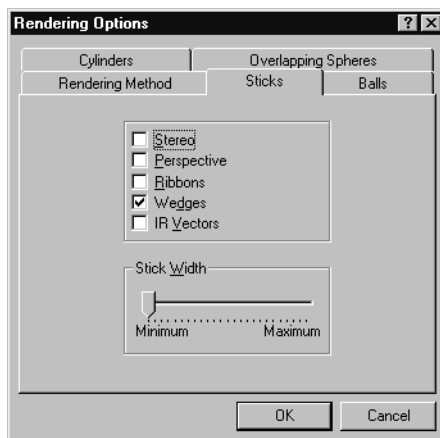 Rendering Options
Cylinders Overlapping Spheres
Rendering Method Sticks Balls
Stereo
Perspective
Ribbons
Wedges
IR Vectors
Stick Width
Minimum Maximum
OK Cancel